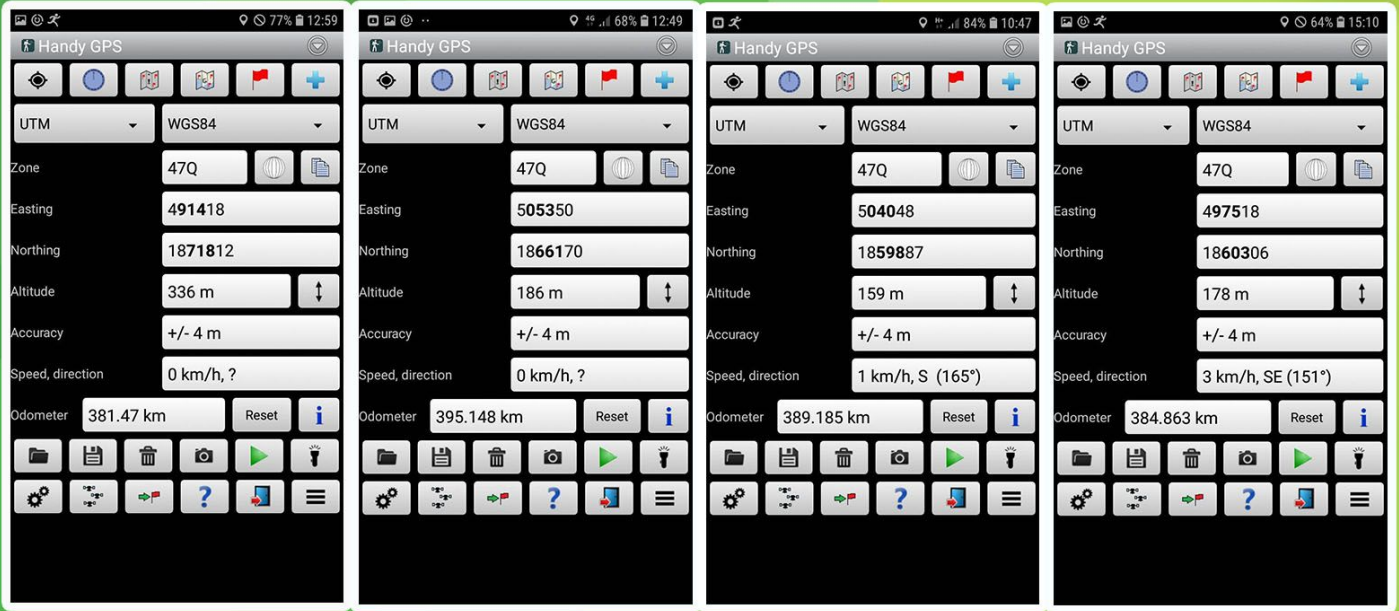 77% 12:59
Handy GPS
UTM WGS84
Zone 47Q
Easting 491418
Northing 1871812
Altitude 336 m
Accuracy +/- 4 m
Speed, direction 0 km/h, ?
Odometer 381.47 km Reset i
?
4G 68% 12:49
Handy GPS
UTM WGS84
Zone 47Q
Easting 505350
Northing 1866170
Altitude 186 m
Accuracy +/- 4 m
Speed, direction 0 km/h, ?
Odometer 395.148 km Reset i
?
H+ 84% 10:47
Handy GPS
UTM WGS84
Zone 47Q
Easting 504048
Northing 1859887
Altitude 159 m
Accuracy +/- 4 m
Speed, direction 1 km/h, S (165°)
Odometer 389.185 km Reset i
?
64% 15:10
Handy GPS
UTM WGS84
Zone 47Q
Easting 497518
Northing 1860306
Altitude 178 m
Accuracy +/- 4 m
Speed, direction 3 km/h, SE (151°)
Odometer 384.863 km Reset i
?